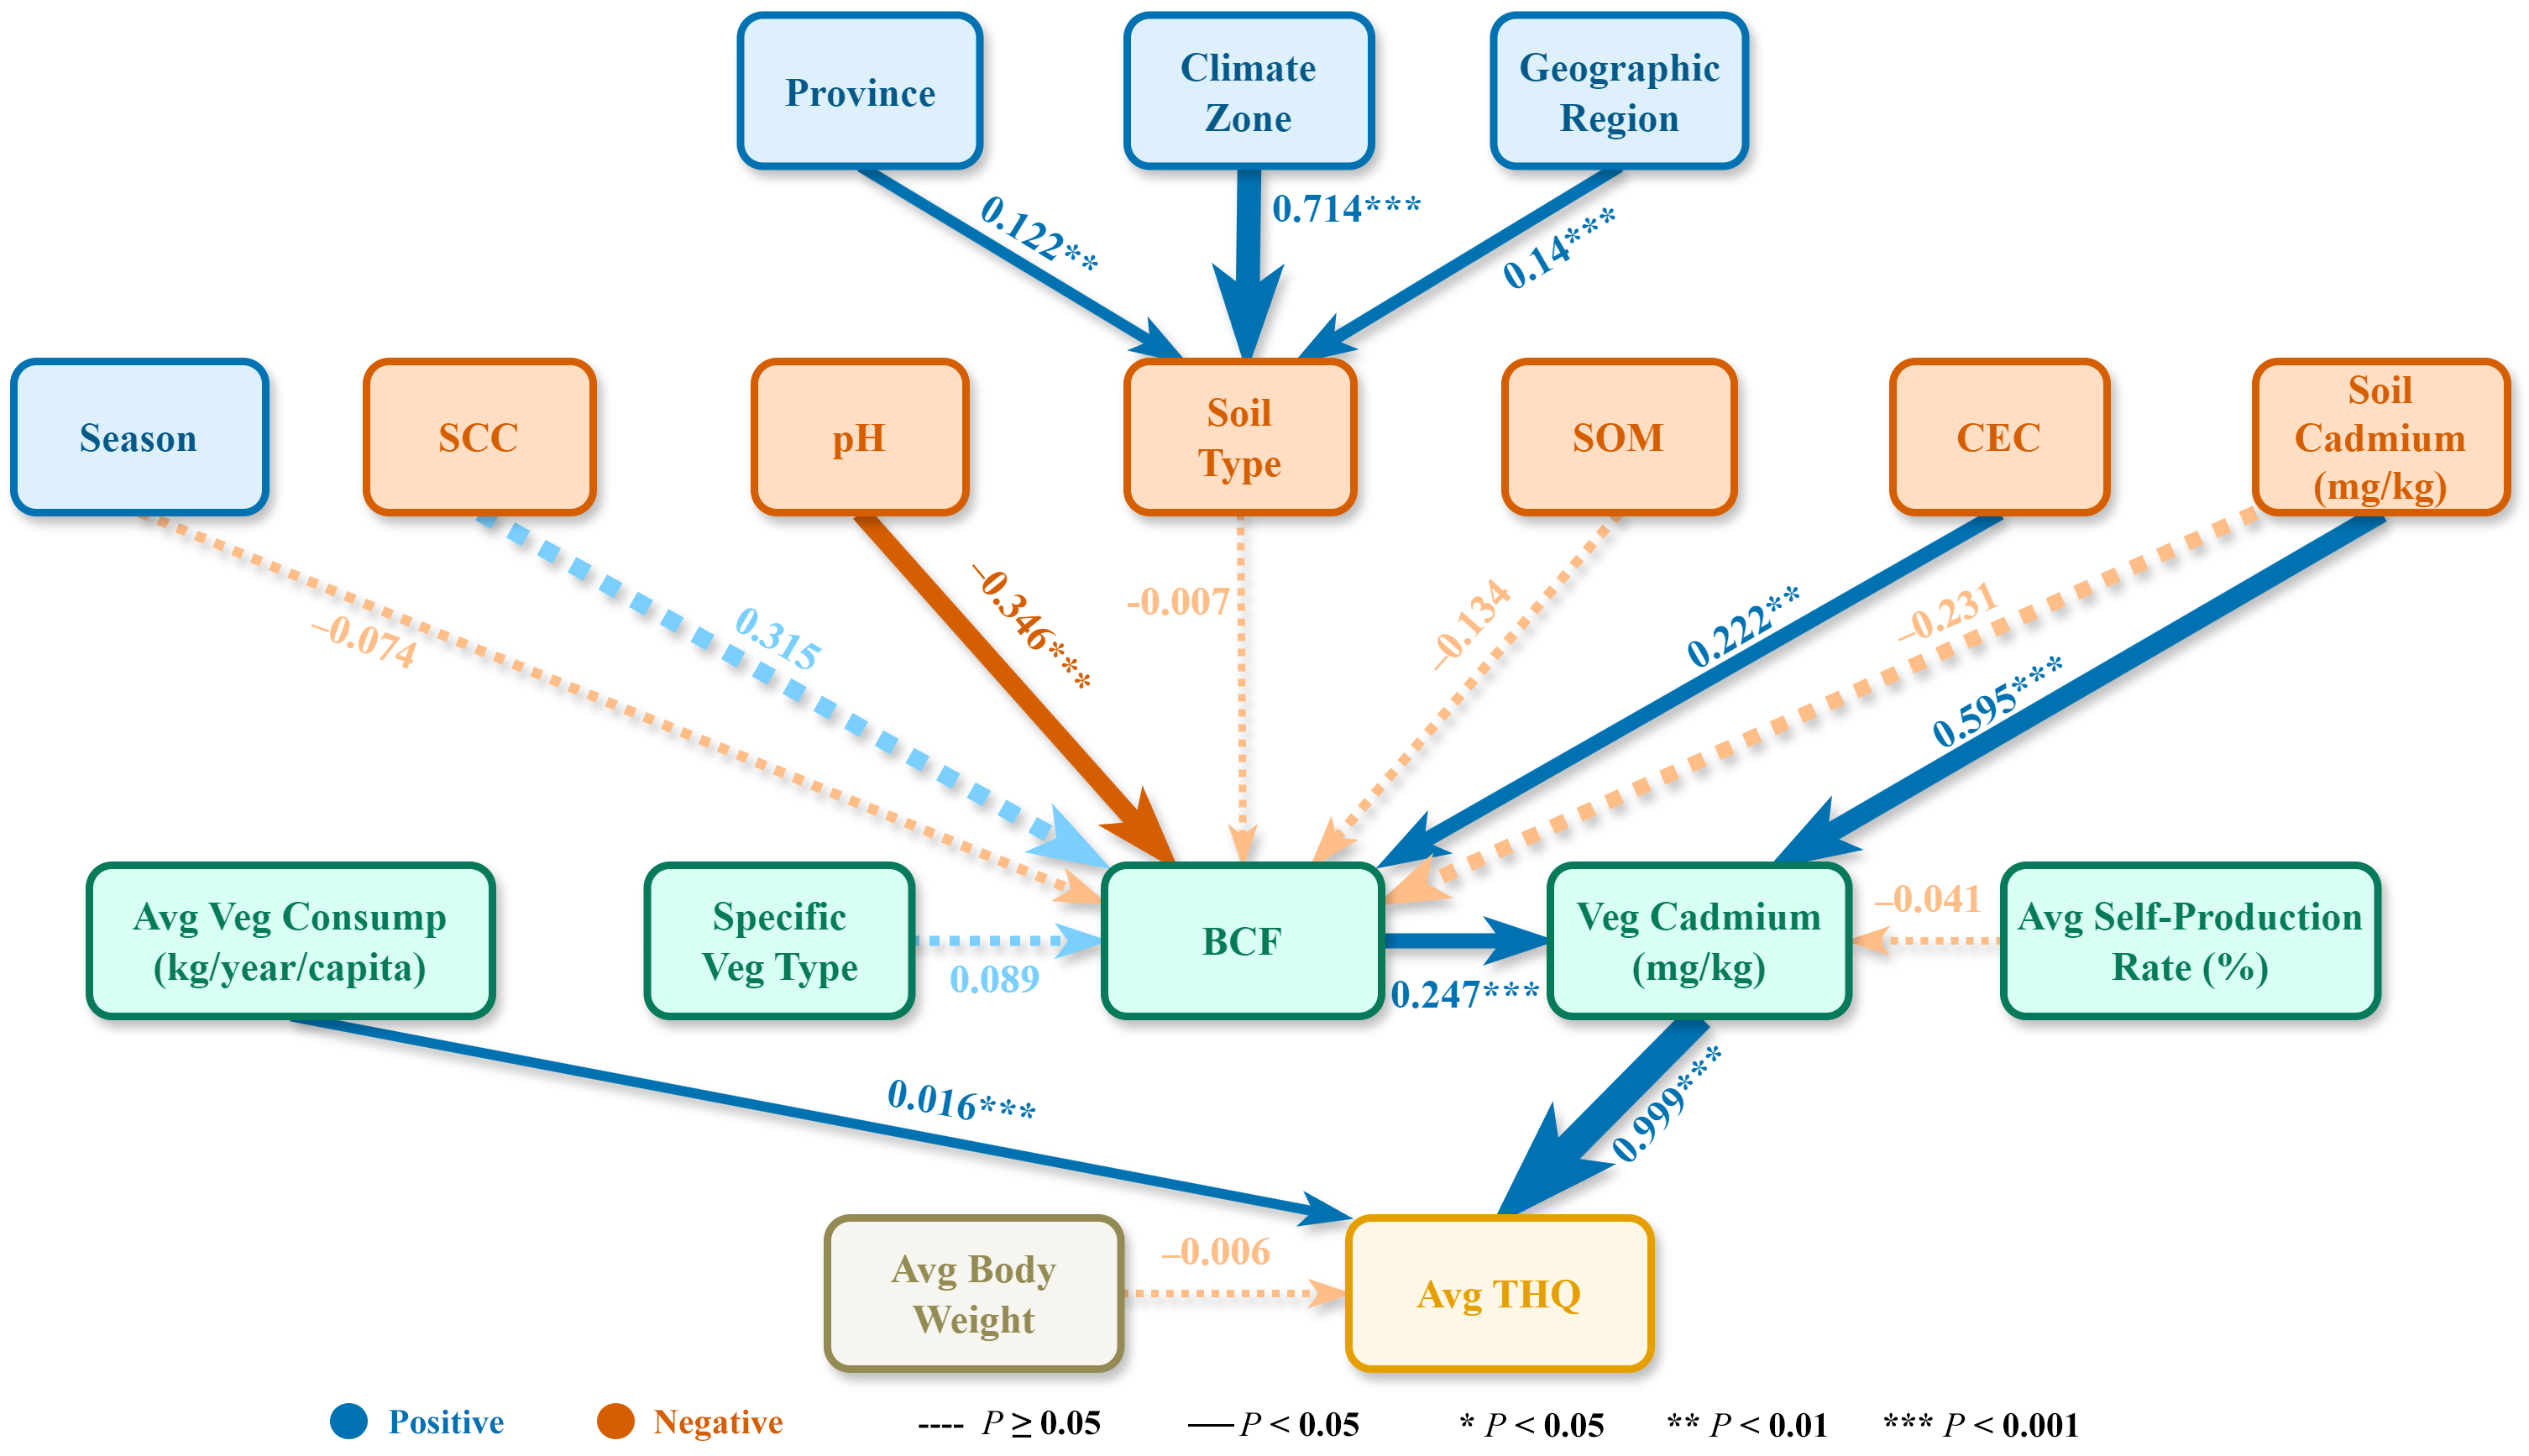 Province
Climate
Zone
Geographic
Region
0.122**
0.714***
0.14***
Season
SCC
pH
Soil
Type
SOM
CEC
Soil
Cadmium
(mg/kg)
–0.074
0.315
–0.346***
-0.007
–0.134
0.222**
–0.231
0.595***
Avg Veg Consump
(kg/year/capita)
Specific
Veg Type
0.089
BCF
0.247***
Veg Cadmium
(mg/kg)
–0.041
Avg Self-Production
Rate (%)
0.016***
0.999***
Avg Body
Weight
–0.006
Avg THQ
Positive
Negative
---- P ≥ 0.05
— P < 0.05
* P < 0.05
** P < 0.01
*** P < 0.001